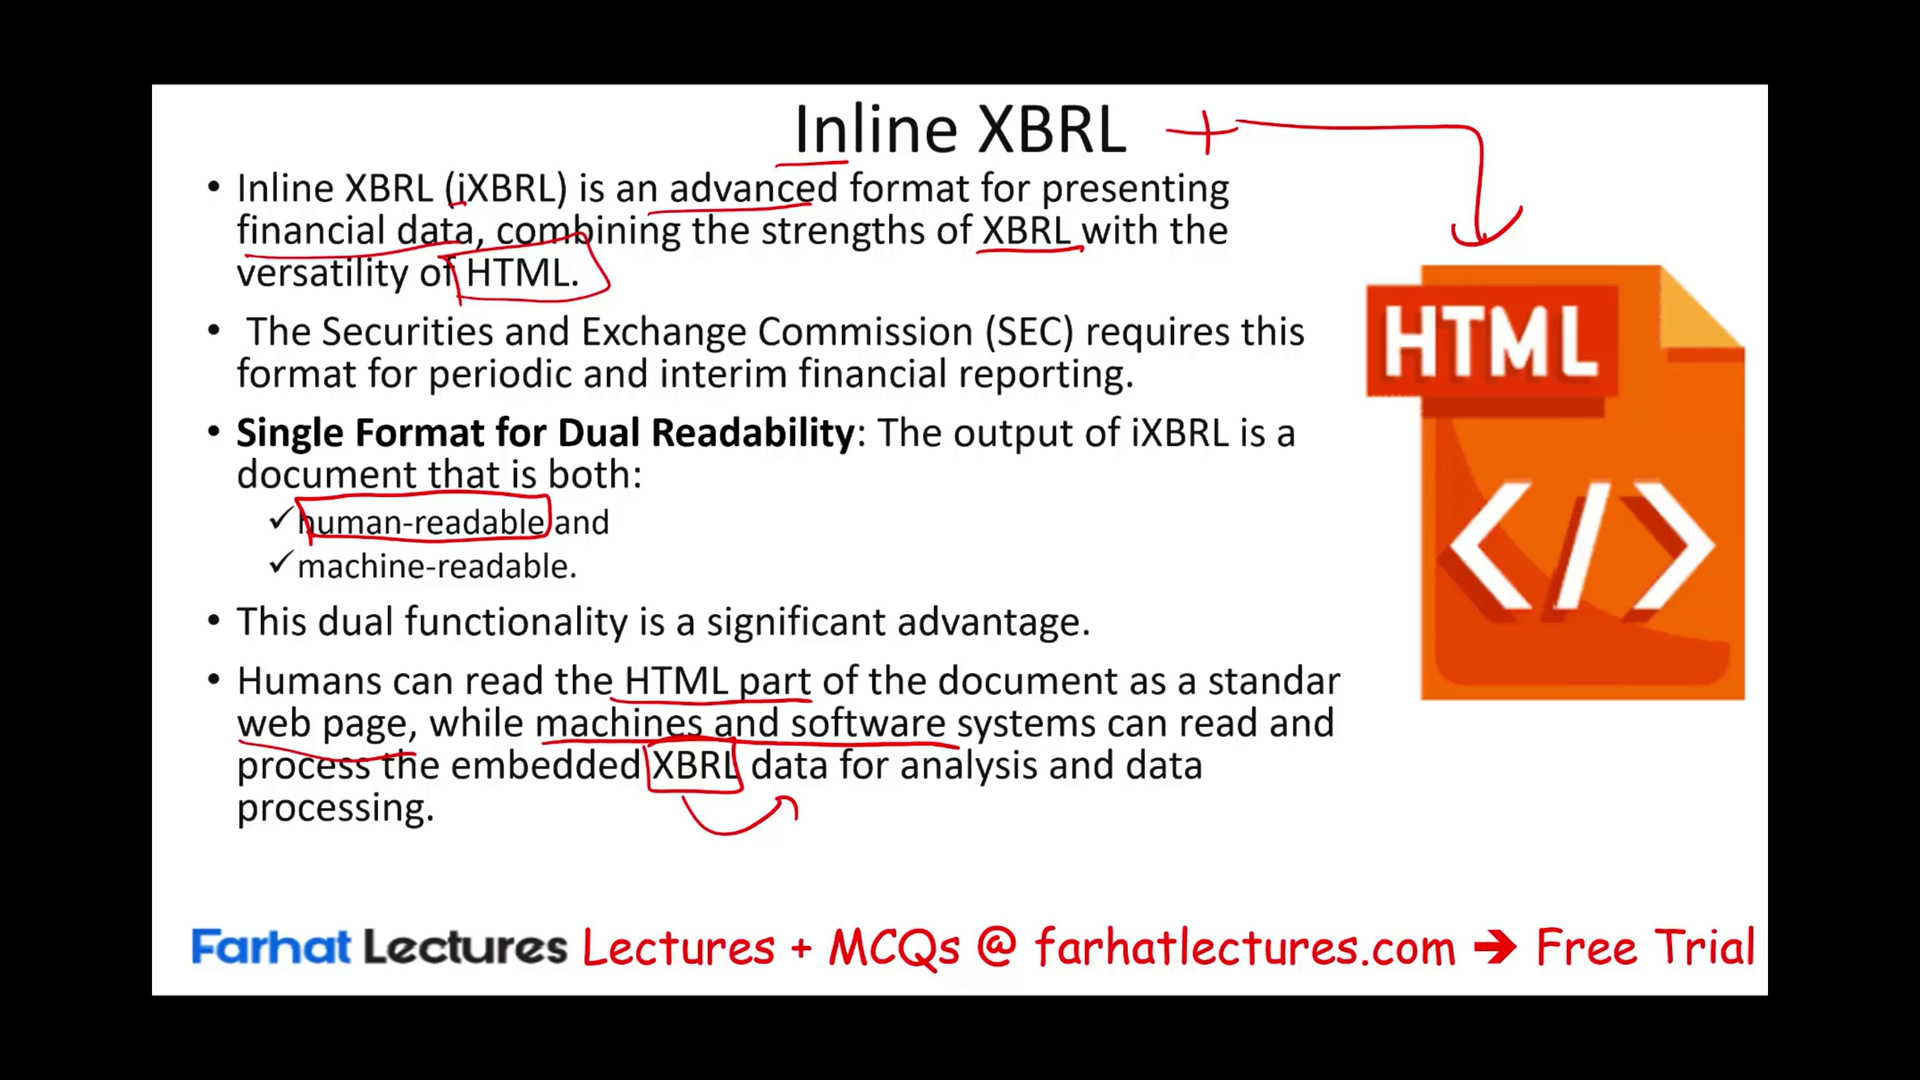 Inline XBRL +
• Inline XBRL (iXBRL) is an advanced format for presenting
financial data, combining the strengths of XBRL with the
versatility of HTML.
• The Securities and Exchange Commission (SEC) requires this
format for periodic and interim financial reporting.
• Single Format for Dual Readability: The output of iXBRL is a
document that is both:
✓ human-readable and
✓ machine-readable.
• This dual functionality is a significant advantage.
• Humans can read the HTML part of the document as a standar
web page, while machines and software systems can read and
process the embedded XBRL data for analysis and data
processing.
HTML
</>
Farhat Lectures Lectures + MCQs @ farhatlectures.com ➔ Free Trial